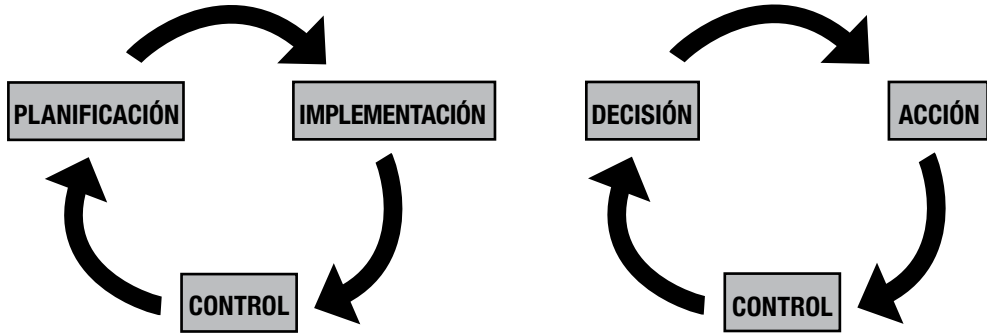 PLANIFICACIÓN
IMPLEMENTACIÓN
CONTROL
DECISIÓN
ACCIÓN
CONTROL